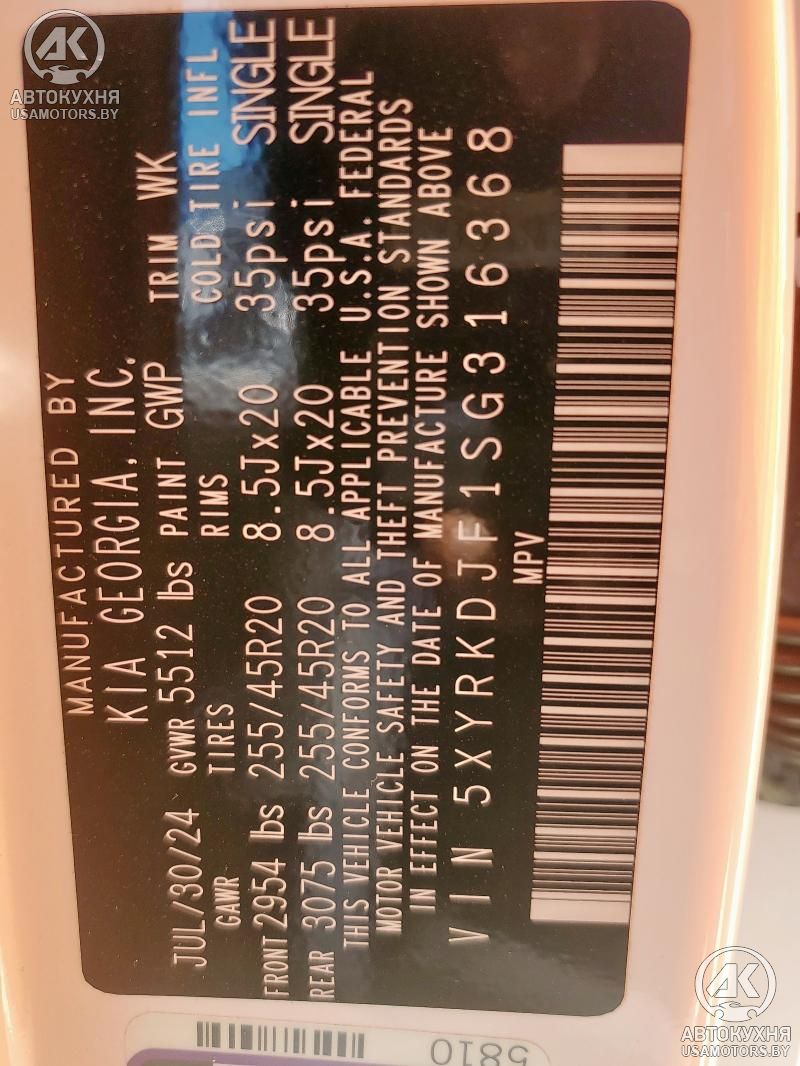 MANUFACTURED BY
KIA GEORGIA, INC.
JUL/30/24 GVWR 5512 lbs PAINT GWP TRIM WK
GAWR TIRES RIMS COLD TIRE INFL
FRONT 2954 lbs 255/45R20 8.5Jx20 35psi SINGLE
REAR 3075 lbs 255/45R20 8.5Jx20 35psi SINGLE
THIS VEHICLE CONFORMS TO ALL APPLICABLE U.S.A. FEDERAL
MOTOR VEHICLE SAFETY AND THEFT PREVENTION STANDARDS
IN EFFECT ON THE DATE OF MANUFACTURE SHOWN ABOVE
VIN 5XYRKDJF1SG316368
MPV
5810
AK
АВТОКУХНЯ
USAMOTORS.BY
AK
АВТОКУХНЯ
USAMOTORS.BY